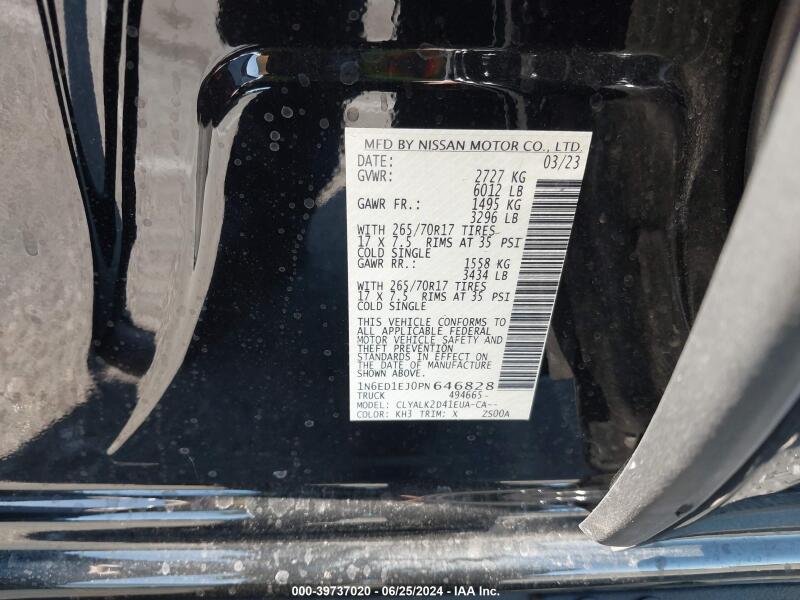 MFD BY NISSAN MOTOR CO., LTD.
DATE: 03/23
GVWR: 2727 KG
6012 LB
GAWR FR.: 1495 KG
3296 LB
WITH 265/70R17 TIRES
17 X 7.5 RIMS AT 35 PSI
COLD SINGLE
GAWR RR.: 1558 KG
3434 LB
WITH 265/70R17 TIRES
17 X 7.5 RIMS AT 35 PSI
COLD SINGLE
THIS VEHICLE CONFORMS TO
ALL APPLICABLE FEDERAL
MOTOR VEHICLE SAFETY AND
THEFT PREVENTION
STANDARDS IN EFFECT ON
THE DATE OF MANUFACTURE
SHOWN ABOVE.
1N6ED1EJ0PN646828
TRUCK 494665-
MODEL: CLYALK2D41EUA-CA--
COLOR: KH3 TRIM: X ZS00A
000-39737020 - 06/25/2024 - IAA Inc.